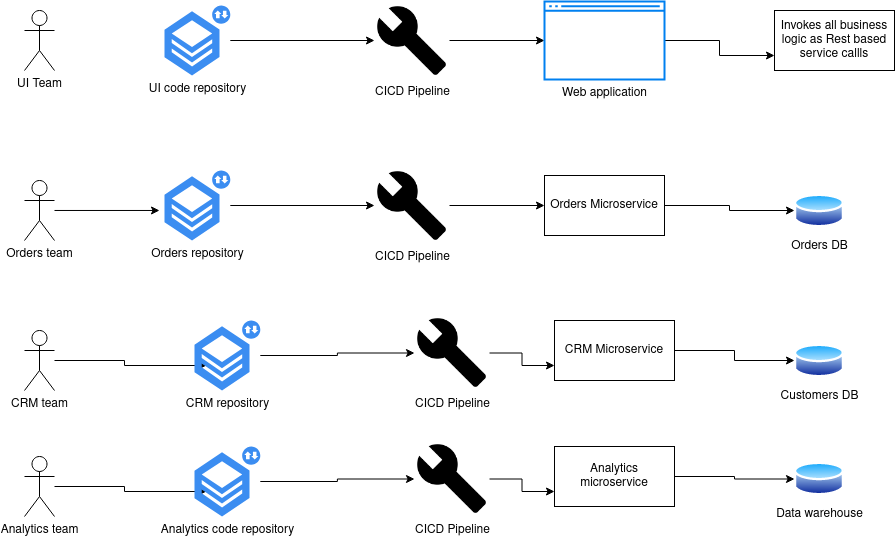 Invokes all business
logic as Rest based
service callls
UI Team
UI code repository
CICD Pipeline
Web application
Orders Microservice
Orders team
Orders repository
CICD Pipeline
Orders DB
CRM Microservice
CRM team
CRM repository
CICD Pipeline
Customers DB
Analytics
microservice
Analytics team
Analytics code repository
CICD Pipeline
Data warehouse